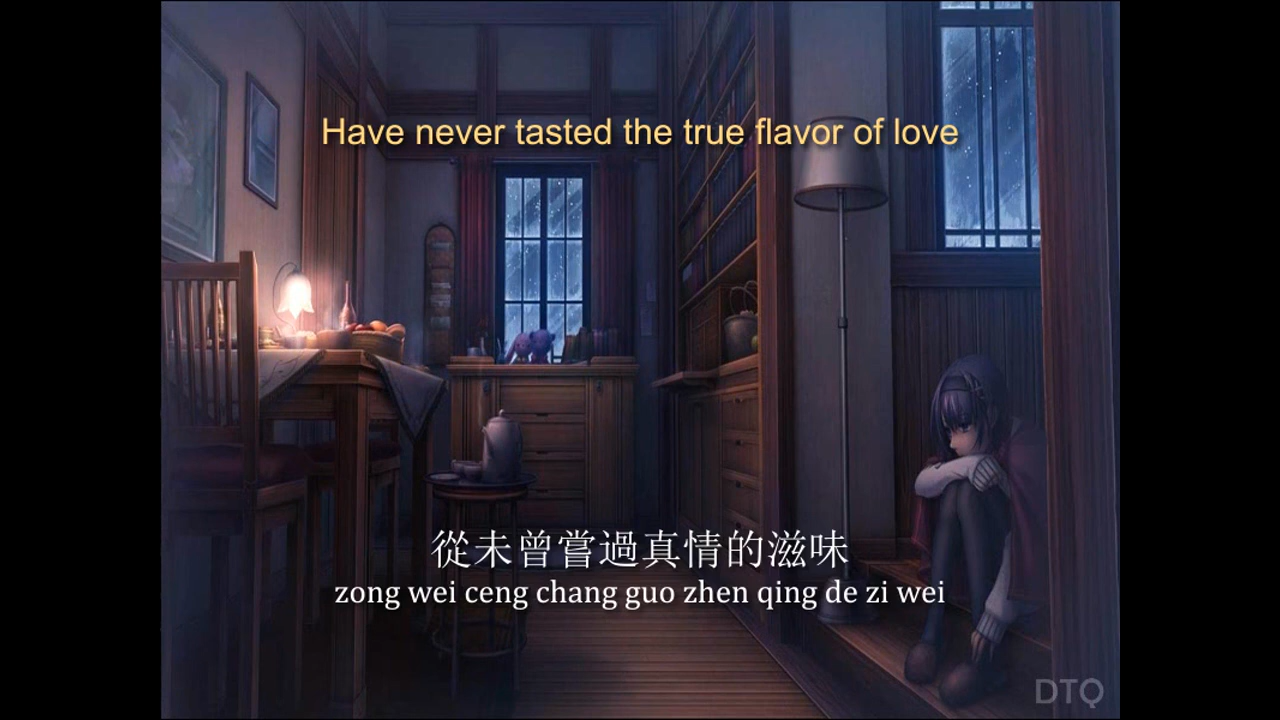 Have never tasted the true flavor of love
從未曾嘗過真情的滋味
zong wei ceng chang guo zhen qing de zi wei
DTQ